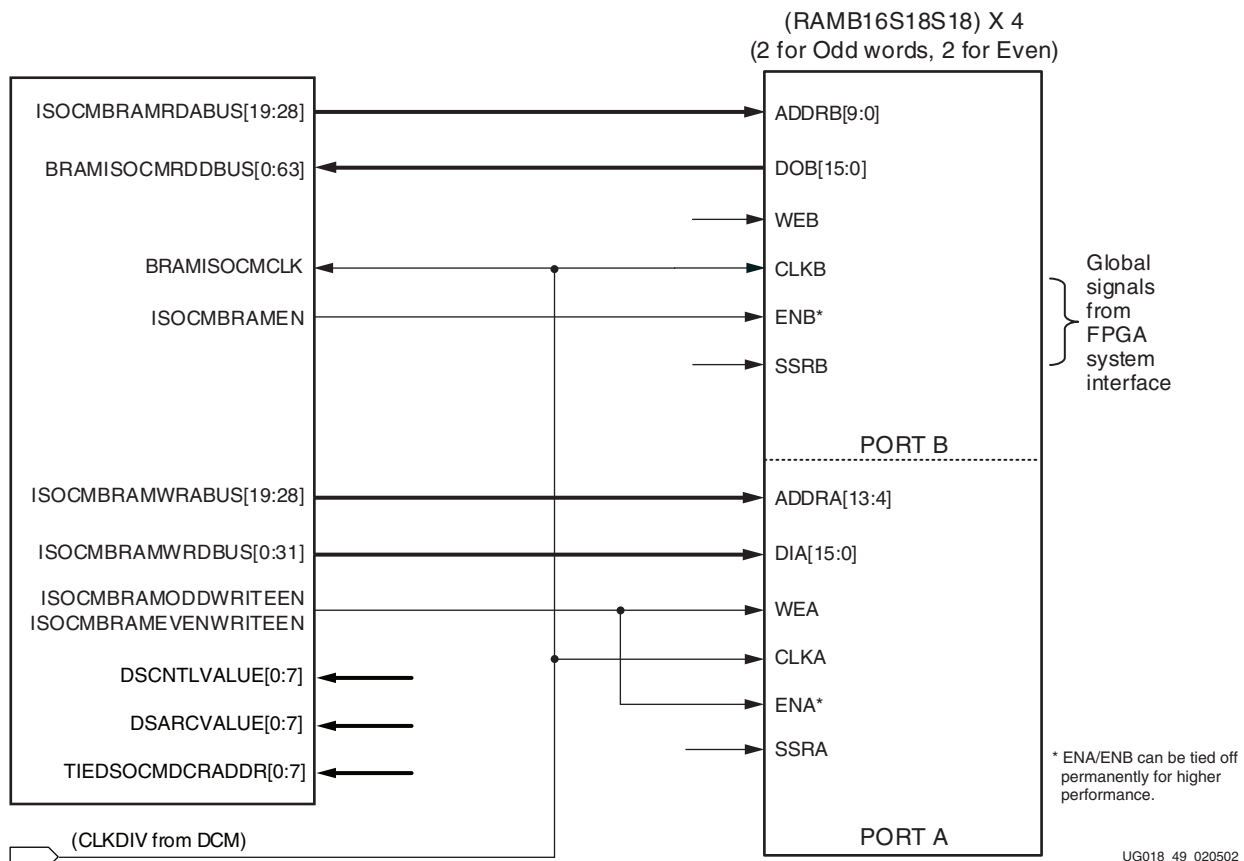 (RAMB16S18S18) X 4
(2 for Odd words, 2 for Even)
ISOCMBRAMRDABUS[19:28]
BRAMISOCMRDDBUS[0:63]
BRAMISOCMCLK
ISOCMBRAMEN
ISOCMBRAMWRABUS[19:28]
ISOCMBRAMWRDBUS[0:31]
ISOCMBRAMODDWRITEEN
ISOCMBRAMEVENWRITEEN
DSCNTLVALUE[0:7]
DSARCVALUE[0:7]
TIEDSOCMDCRADDR[0:7]
(CLKDIV from DCM)
ADDRB[9:0]
DOB[15:0]
WEB
CLKB
ENB*
SSRB
PORT B
ADDRA[13:4]
DIA[15:0]
WEA
CLKA
ENA*
SSRA
PORT A
Global
signals
from
FPGA
system
interface
* ENA/ENB can be tied off
permanently for higher
performance.
UG018_49_020502